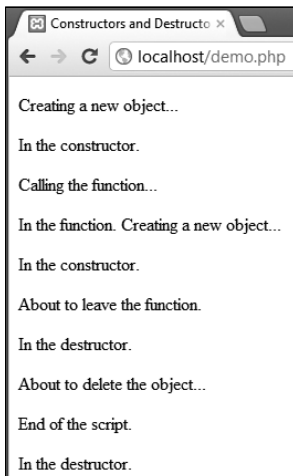 Constructors and Destructo
localhost/demo.php
Creating a new object...
In the constructor.
Calling the function...
In the function. Creating a new object...
In the constructor.
About to leave the function.
In the destructor.
About to delete the object...
End of the script.
In the destructor.